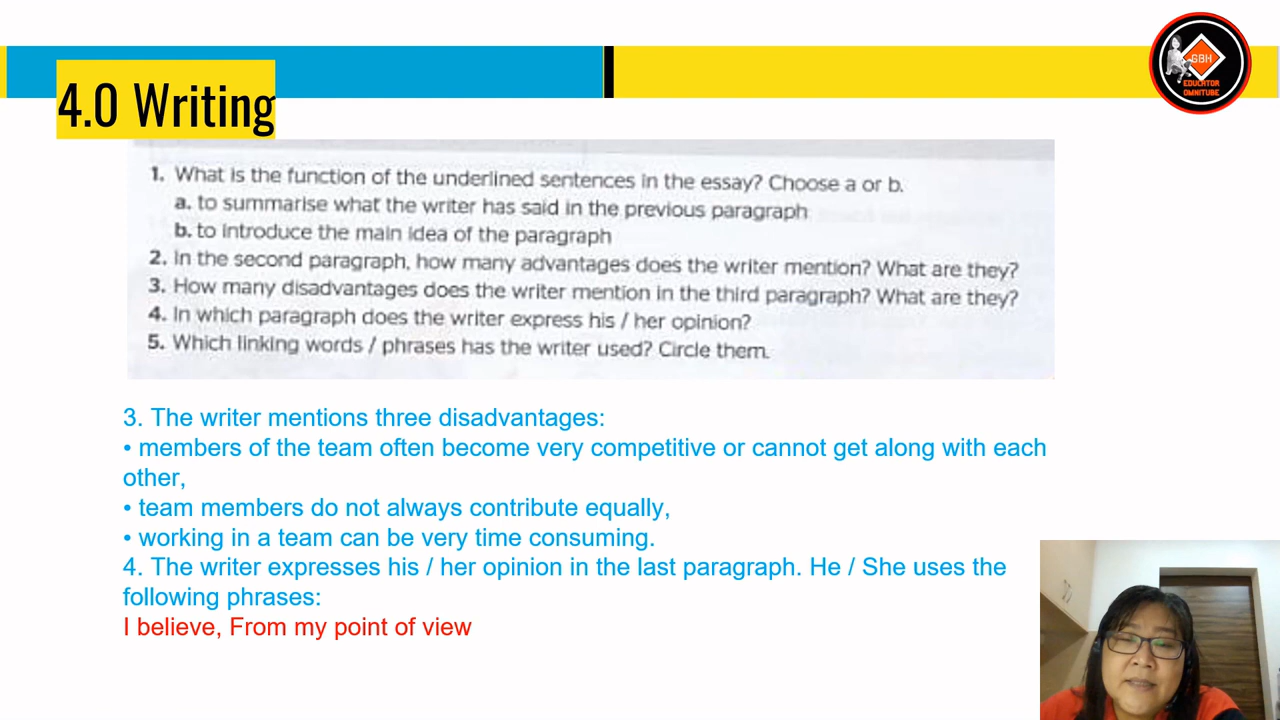 GBH
EDUCATOR
OMNITUBE
4.0 Writing
1. What is the function of the underlined sentences in the essay? Choose a or b.
a. to summarise what the writer has said in the previous paragraph
b. to introduce the main idea of the paragraph
2. In the second paragraph, how many advantages does the writer mention? What are they?
3. How many disadvantages does the writer mention in the third paragraph? What are they?
4. In which paragraph does the writer express his / her opinion?
5. Which linking words / phrases has the writer used? Circle them.
3. The writer mentions three disadvantages:
• members of the team often become very competitive or cannot get along with each
other,
• team members do not always contribute equally,
• working in a team can be very time consuming.
4. The writer expresses his / her opinion in the last paragraph. He / She uses the
following phrases:
I believe, From my point of view